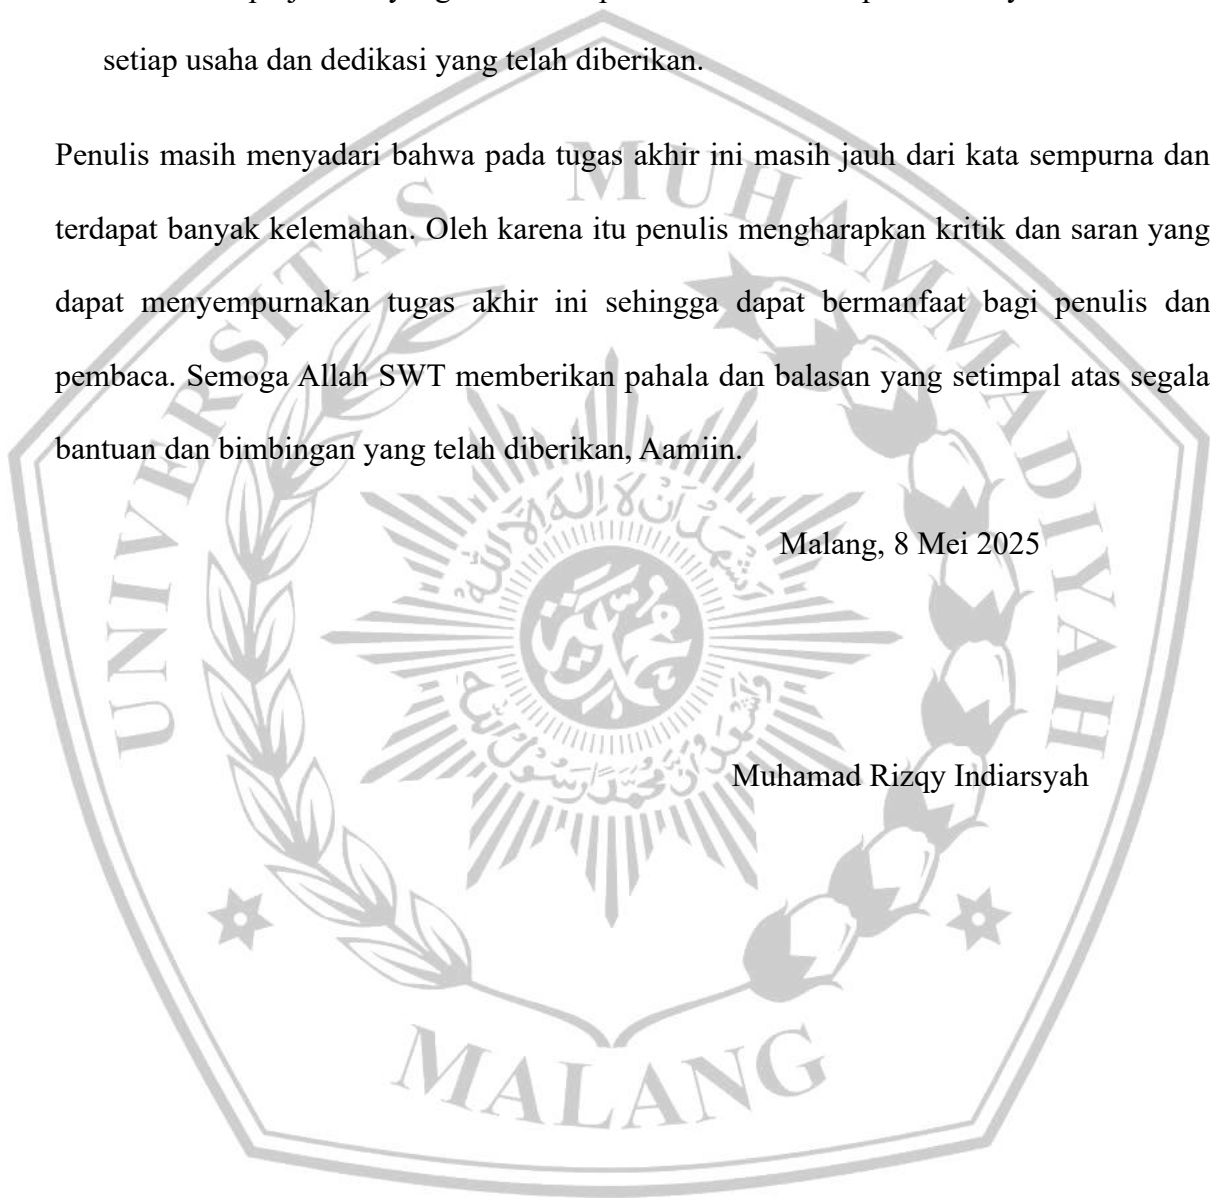 setiap usaha dan dedikasi yang telah diberikan.
Penulis masih menyadari bahwa pada tugas akhir ini masih jauh dari kata sempurna dan
terdapat banyak kelemahan. Oleh karena itu penulis mengharapkan kritik dan saran yang
dapat menyempurnakan tugas akhir ini sehingga dapat bermanfaat bagi penulis dan
pembaca. Semoga Allah SWT memberikan pahala dan balasan yang setimpal atas segala
bantuan dan bimbingan yang telah diberikan, Aamiin.
Malang, 8 Mei 2025
Muhamad Rizqy Indiarsyah
UNIVERSITAS MUHAMMADIYAH
MALANG